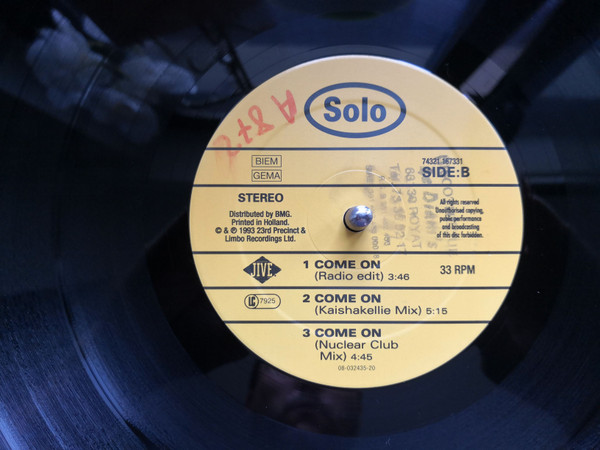 Solo
A 873
BIEM
GEMA
74321 167331
SIDE:B
STEREO
Distributed by BMG.
Printed in Holland.
© & ℗ 1993 23rd Precinct &
Limbo Recordings Ltd.
All rights reserved
Unauthorised copying,
public performance
and broadcasting
of this disc forbidden.
JIVE
1 COME ON
(Radio edit) 3:46
33 RPM
LC 7925
2 COME ON
(Kaishakellie Mix) 5:15
3 COME ON
(Nuclear Club
Mix) 4:45
08-032435-20